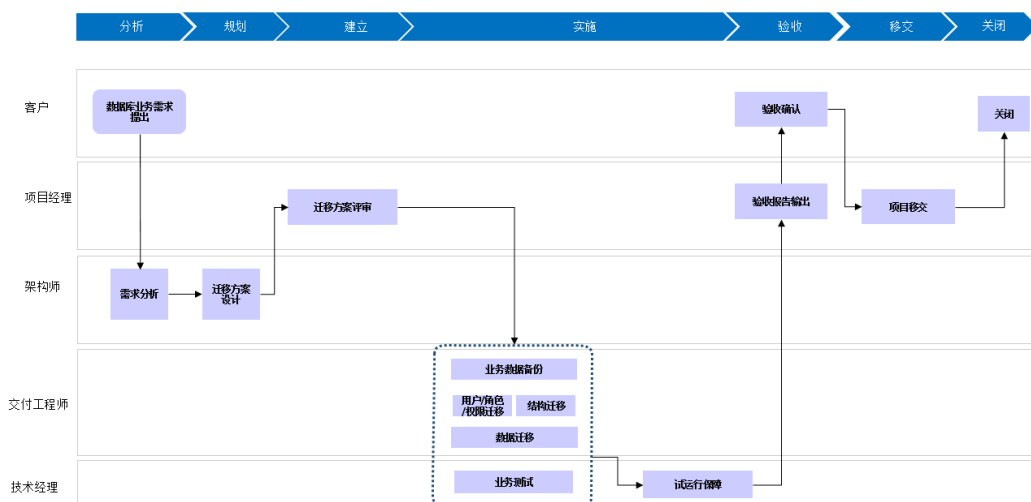 分析
规划
建立
实施
验收
移交
关闭
客户
数据库业务需求
提出
验收确认
关闭
项目经理
迁移方案评审
验收报告输出
项目移交
架构师
需求分析
迁移方案
设计
交付工程师
业务数据备份
用户/角色
/权限迁移
结构迁移
数据迁移
技术经理
业务测试
试运行保障